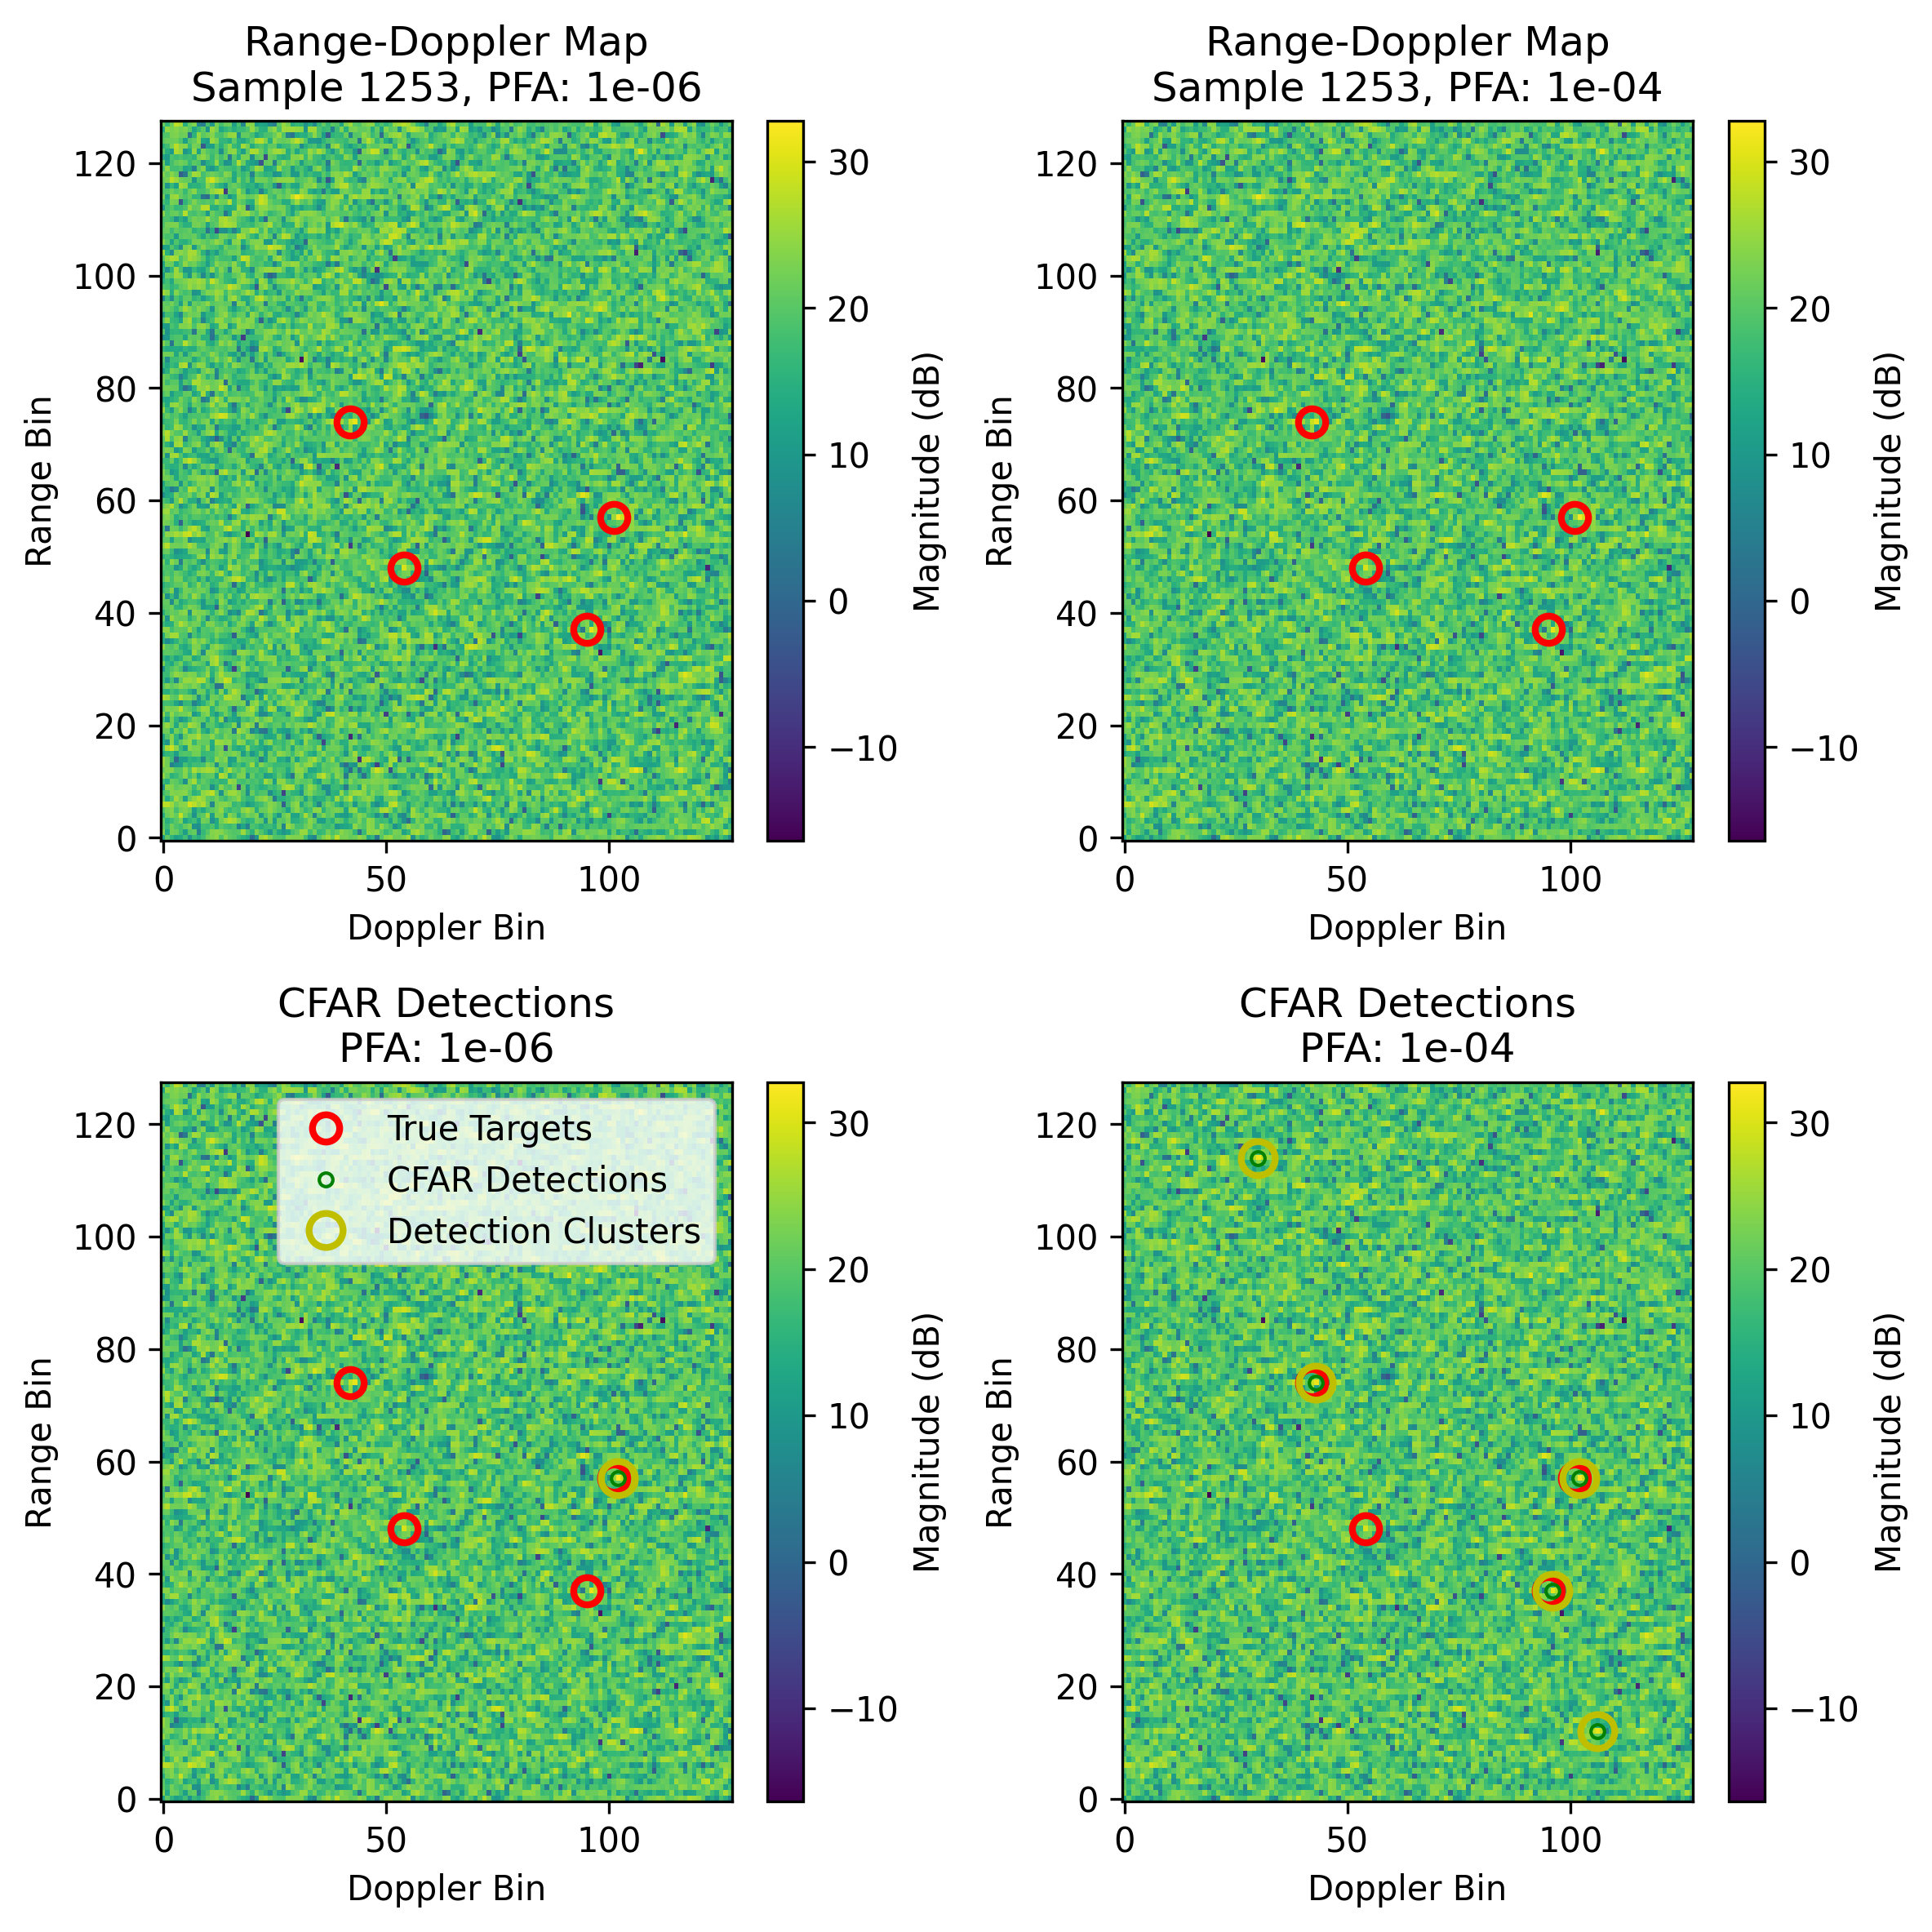 Range-Doppler Map
Sample 1253, PFA: 1e-06
120
100
80
60
40
20
0
Range Bin
0 50 100
Doppler Bin
30
20
10
0
−10
Magnitude (dB)
Range-Doppler Map
Sample 1253, PFA: 1e-04
120
100
80
60
40
20
0
Range Bin
0 50 100
Doppler Bin
30
20
10
0
−10
Magnitude (dB)
CFAR Detections
PFA: 1e-06
True Targets
CFAR Detections
Detection Clusters
120
100
80
60
40
20
0
Range Bin
0 50 100
Doppler Bin
30
20
10
0
−10
Magnitude (dB)
CFAR Detections
PFA: 1e-04
120
100
80
60
40
20
0
Range Bin
0 50 100
Doppler Bin
30
20
10
0
−10
Magnitude (dB)